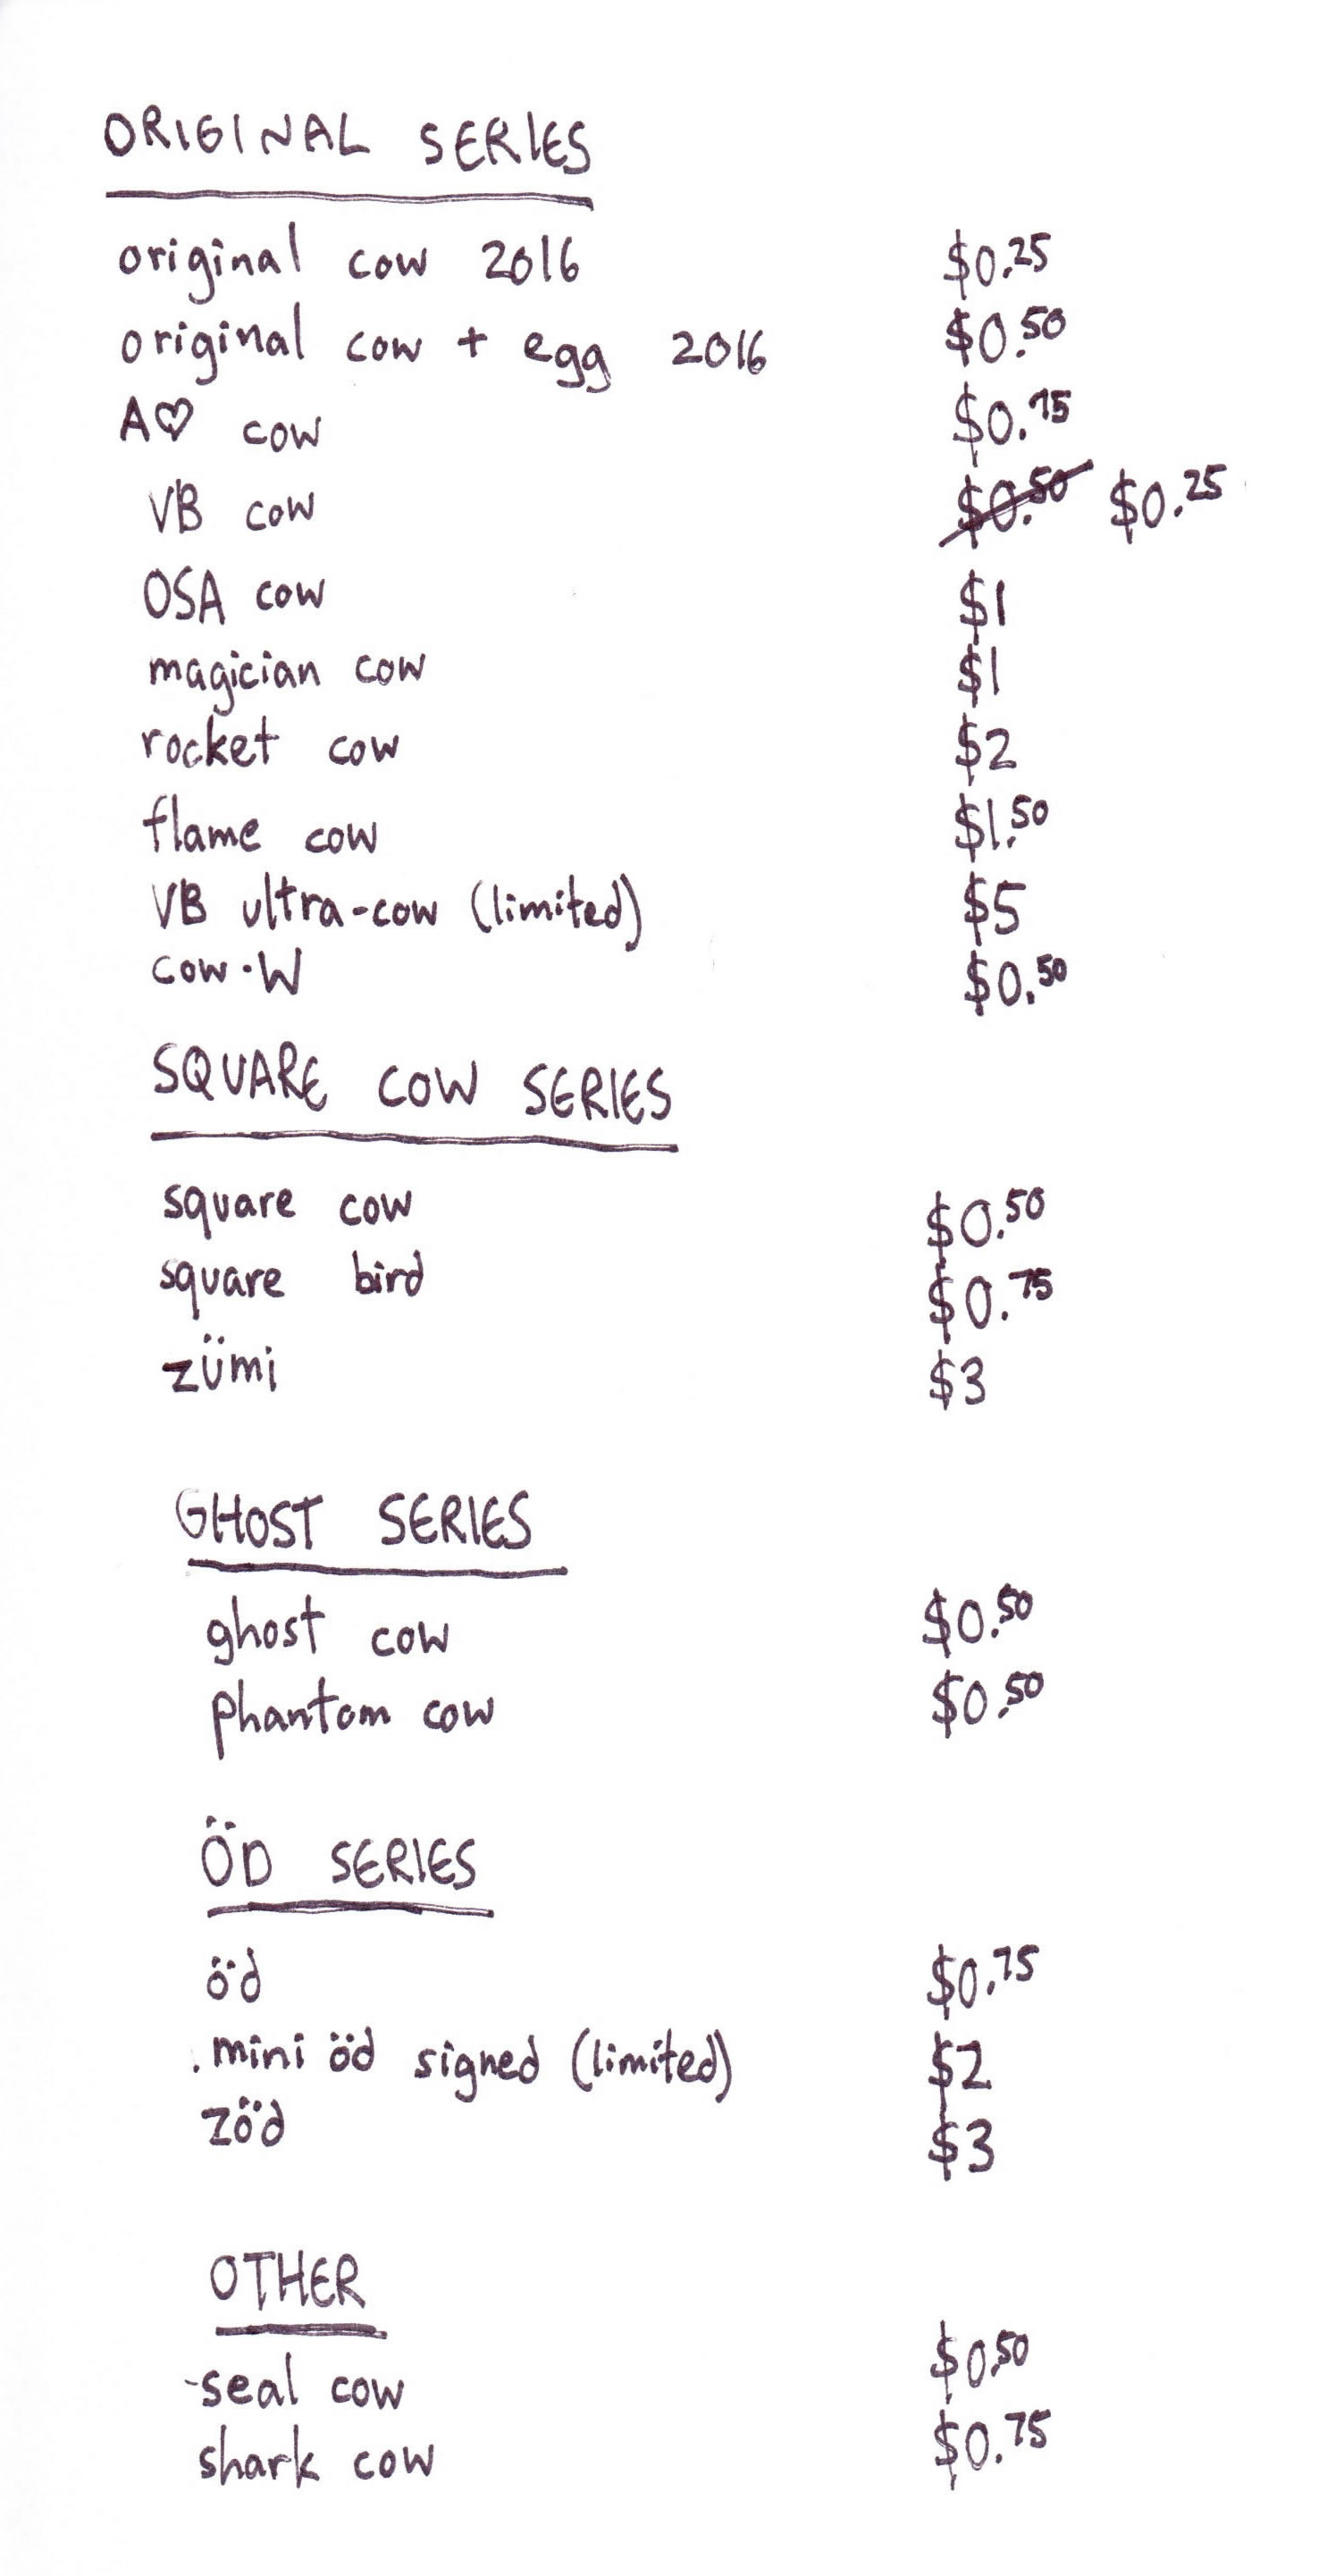 ORIGINAL SERIES
original cow 2016 $0.25
original cow + egg 2016 $0.50
A♡ cow $0.75
VB cow $0.50 $0.25
OSA cow $1
magician cow $1
rocket cow $2
flame cow $1.50
VB ultra-cow (limited) $5
cow·W $0.50
SQUARE COW SERIES
square cow $0.50
square bird $0.75
zümi $3
GHOST SERIES
ghost cow $0.50
phantom cow $0.50
ÖD SERIES
öd $0.75
mini öd signed (limited) $2
zöd $3
OTHER
seal cow $0.50
shark cow $0.75